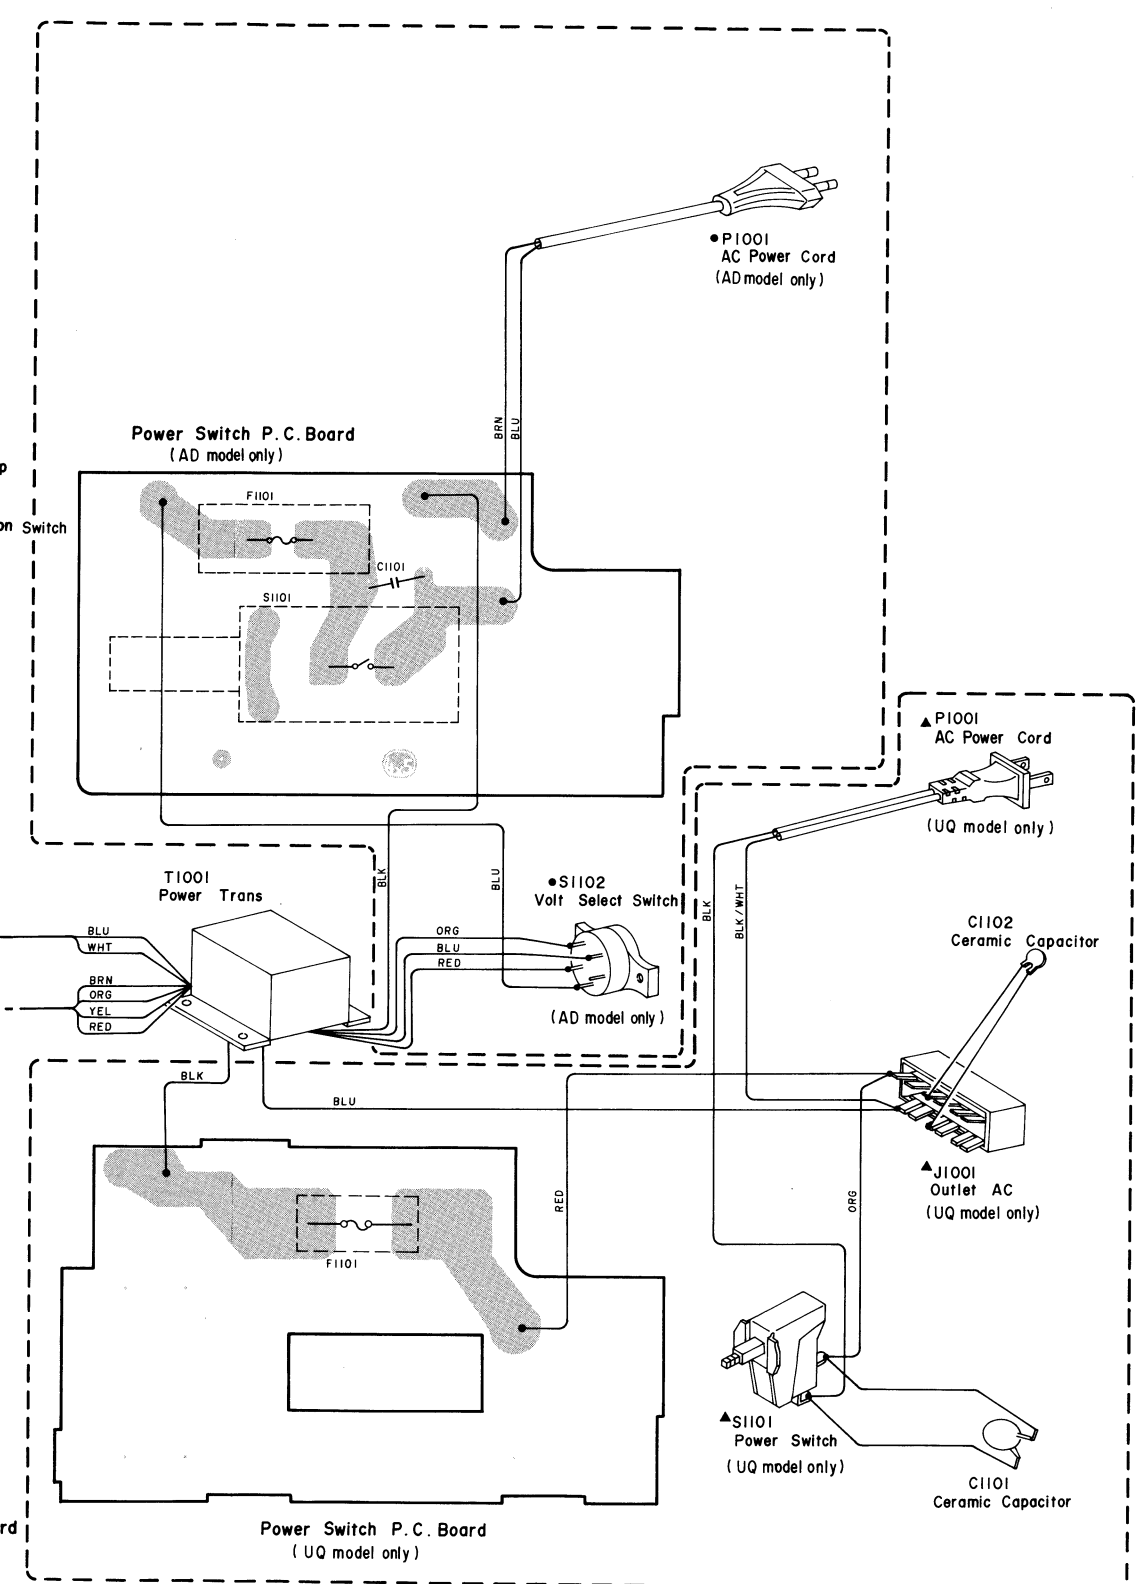 ● P1001
AC Power Cord
(AD model only)
BRN
BLU
Power Switch P.C. Board
(AD model only)
p
on Switch
F1101
C1101
S1101
▲ P1001
AC Power Cord
(UQ model only)
T1001
Power Trans
BLK
BLU
● S1102
Volt Select Switch
(AD model only)
BLK
BLK/WHT
C1102
Ceramic Capacitor
BLU
WHT
BRN
ORG
YEL
RED
ORG
BLU
RED
BLK
BLU
▲ J1001
Outlet AC
(UQ model only)
RED
ORG
F1101
▲ S1101
Power Switch
(UQ model only)
C1101
Ceramic Capacitor
rd
Power Switch P.C. Board
(UQ model only)